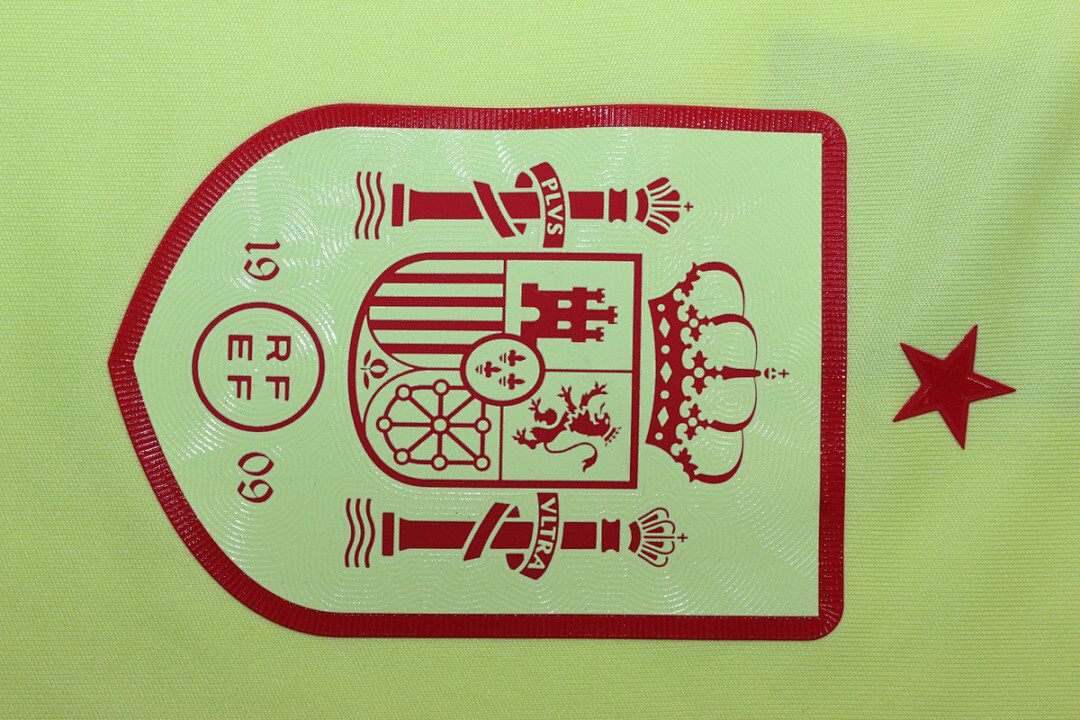 PLVS
VLTRA
19 RF 09
EF